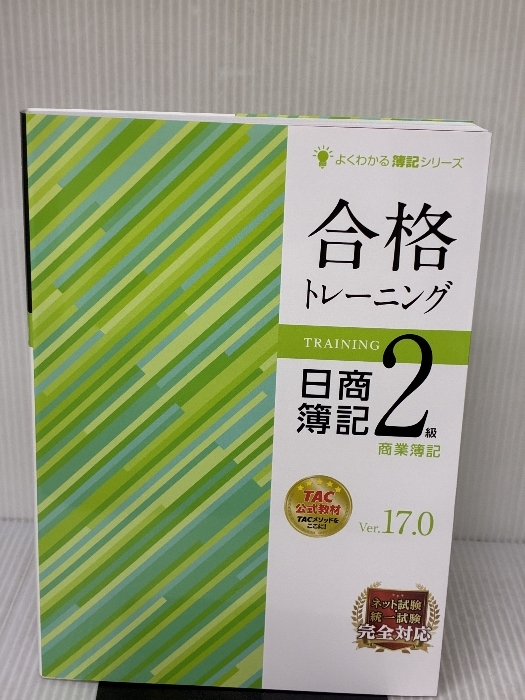 よくわかる簿記シリーズ
合格
トレーニング
TRAINING
日商
簿記
2級
商業簿記
TAC
公式教材
TACメソッドを
ここに!
Ver.17.0
ネット試験
統一試験
完全対応